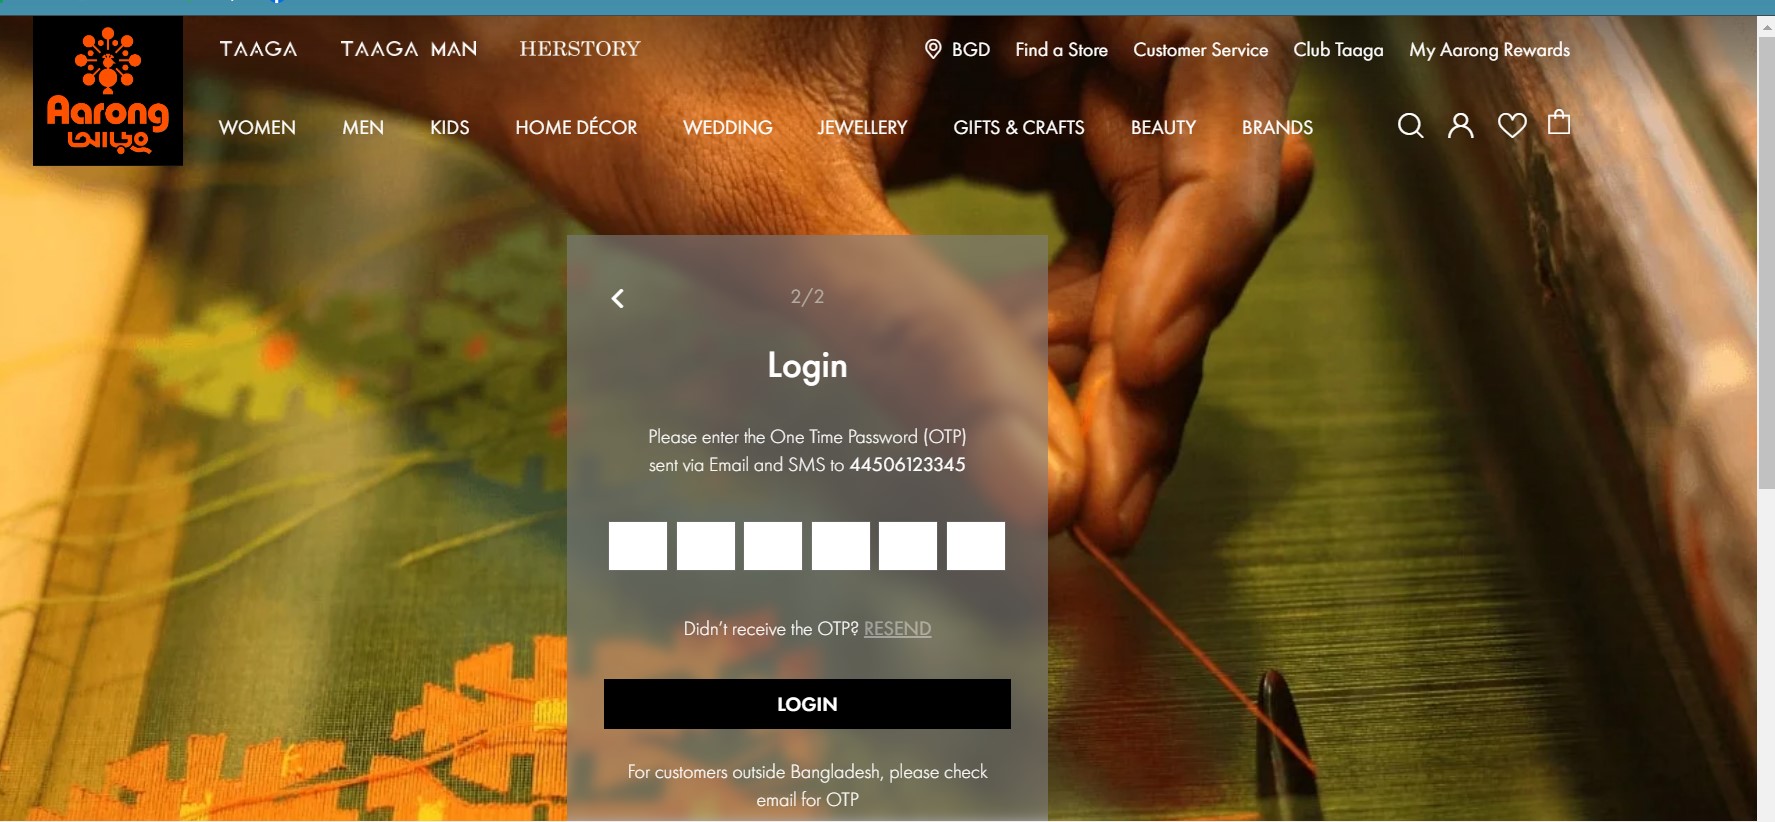 TAAGA TAAGA MAN HERSTORY
BGD Find a Store Customer Service Club Taaga My Aarong Rewards
Aarong
আড়ং
WOMEN MEN KIDS HOME DÉCOR WEDDING JEWELLERY GIFTS & CRAFTS BEAUTY BRANDS
2/2
Login
Please enter the One Time Password (OTP)
sent via Email and SMS to 44506123345
Didn't receive the OTP? RESEND
LOGIN
For customers outside Bangladesh, please check
email for OTP